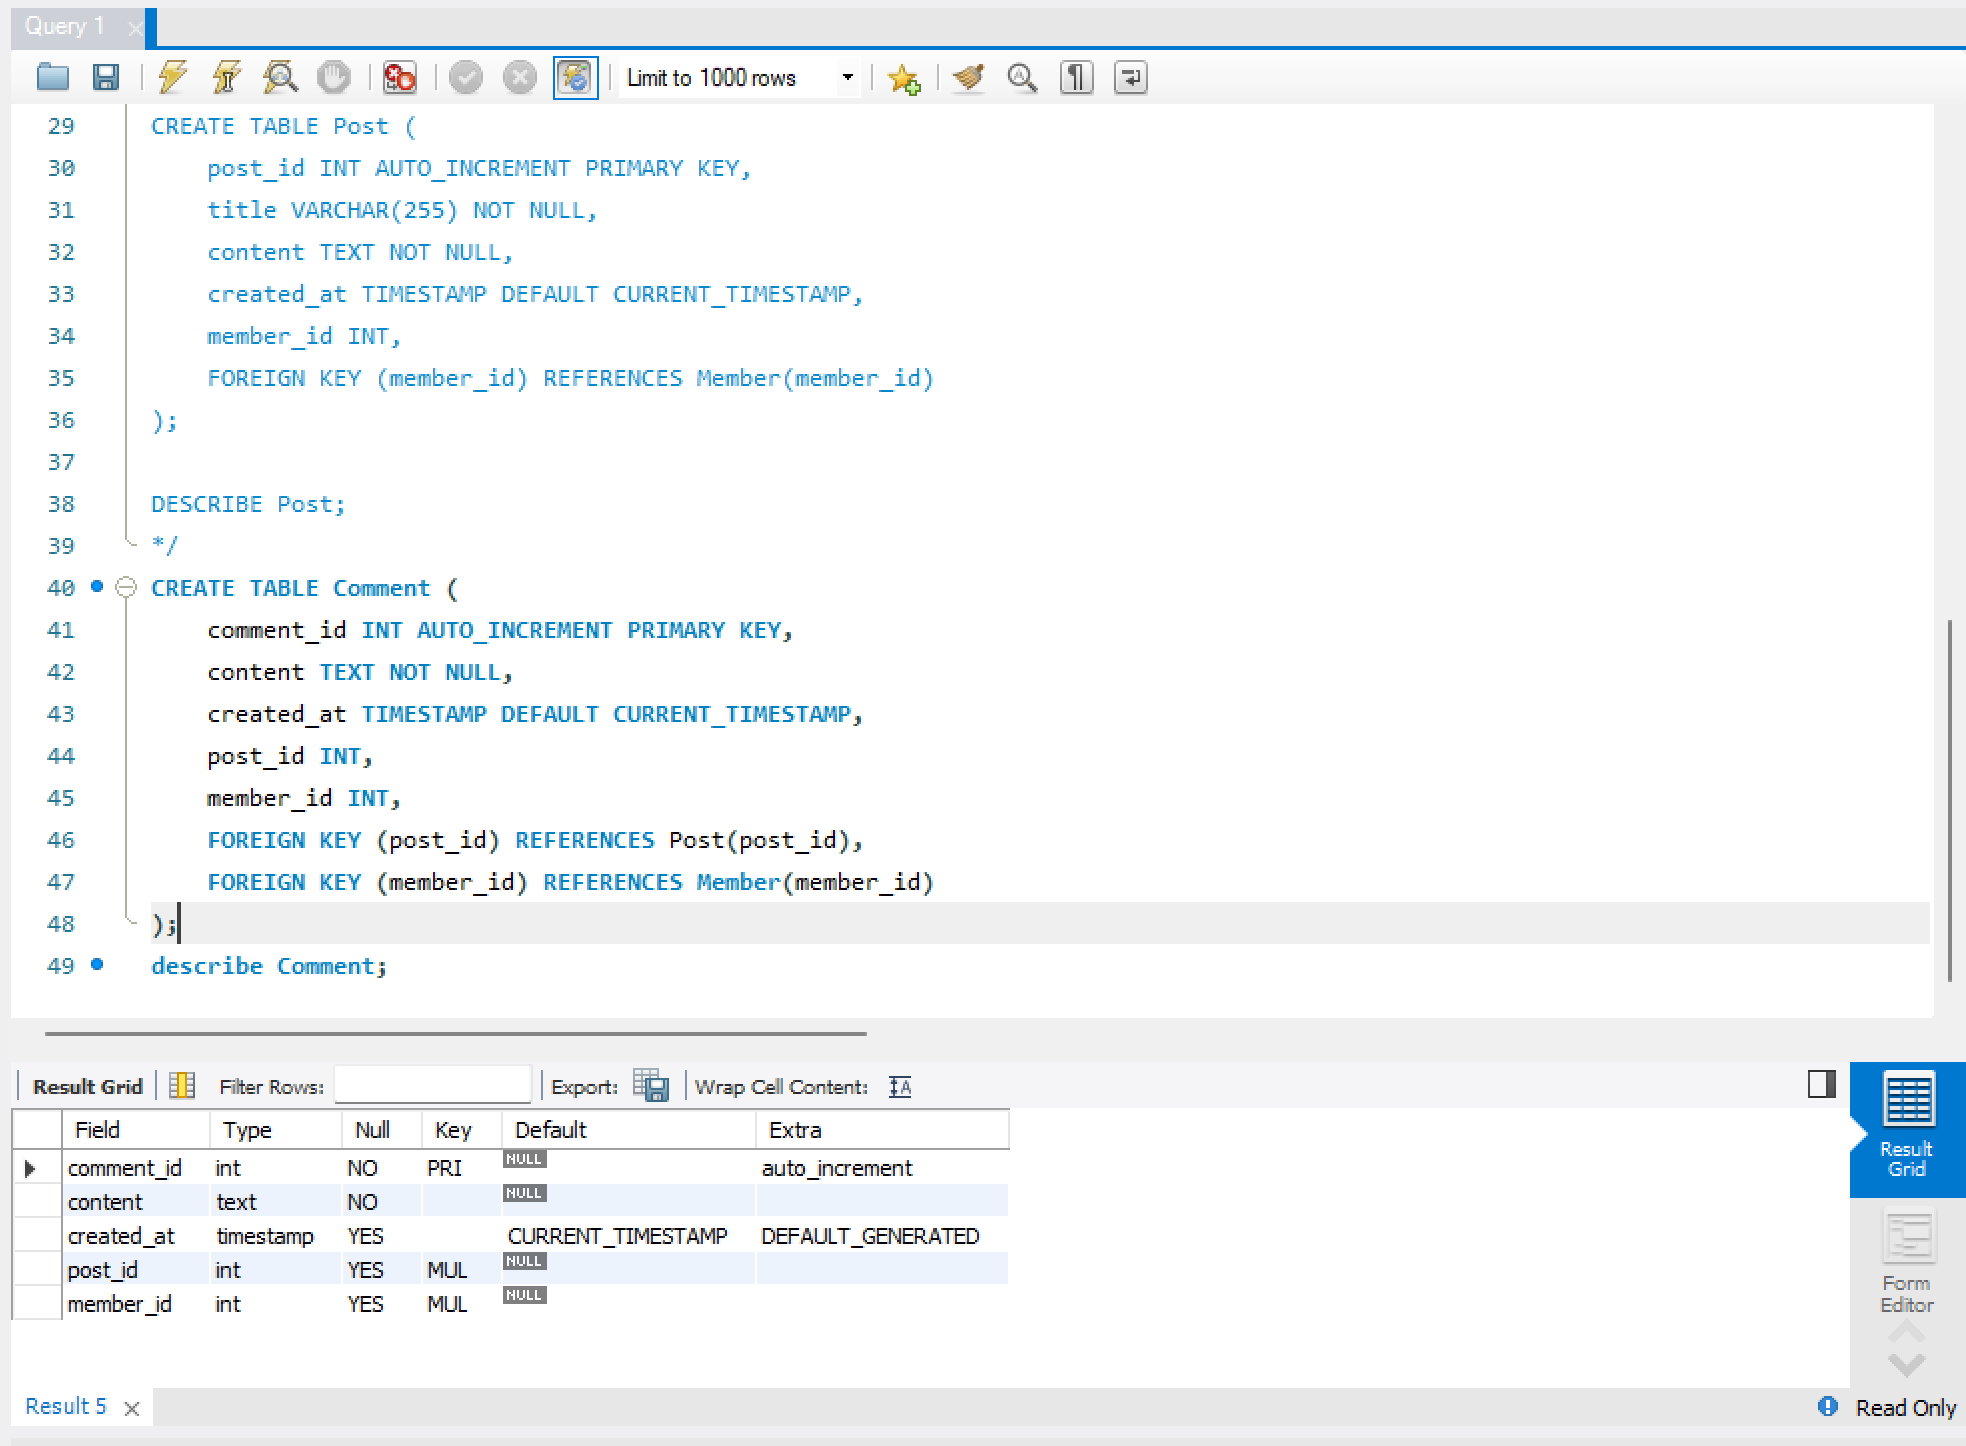 Query 1
Limit to 1000 rows
29 CREATE TABLE Post (
30 post_id INT AUTO_INCREMENT PRIMARY KEY,
31 title VARCHAR(255) NOT NULL,
32 content TEXT NOT NULL,
33 created_at TIMESTAMP DEFAULT CURRENT_TIMESTAMP,
34 member_id INT,
35 FOREIGN KEY (member_id) REFERENCES Member(member_id)
36 );
37
38 DESCRIBE Post;
39 */
40 CREATE TABLE Comment (
41 comment_id INT AUTO_INCREMENT PRIMARY KEY,
42 content TEXT NOT NULL,
43 created_at TIMESTAMP DEFAULT CURRENT_TIMESTAMP,
44 post_id INT,
45 member_id INT,
46 FOREIGN KEY (post_id) REFERENCES Post(post_id),
47 FOREIGN KEY (member_id) REFERENCES Member(member_id)
48 );
49 describe Comment;
Result Grid Filter Rows: Export: Wrap Cell Content:
Field Type Null Key Default Extra
comment_id int NO PRI NULL auto_increment
content text NO NULL
created_at timestamp YES CURRENT_TIMESTAMP DEFAULT_GENERATED
post_id int YES MUL NULL
member_id int YES MUL NULL
Result
Grid
Form
Editor
Result 5
Read Only